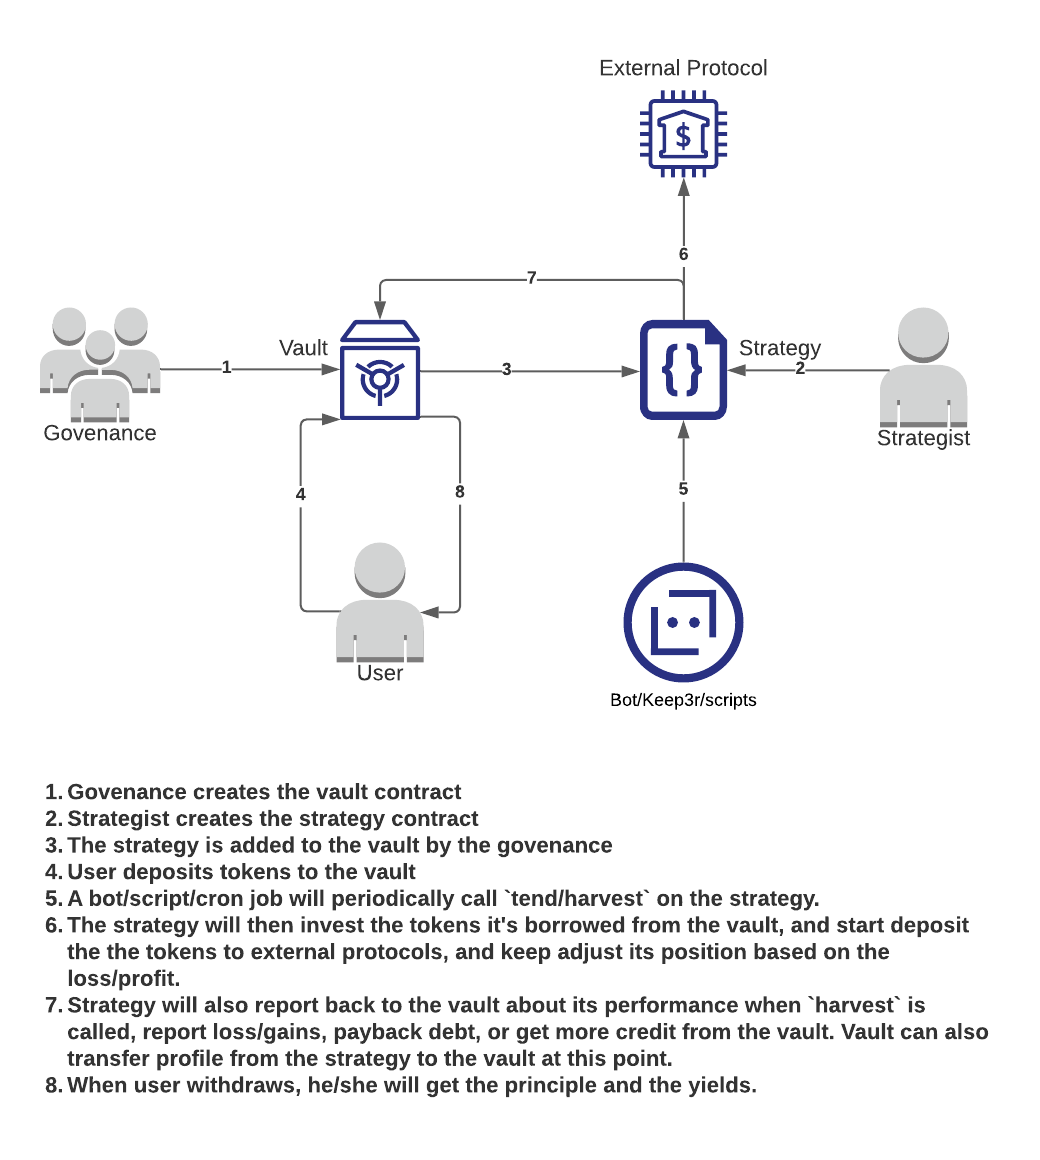 External Protocol
6
7
Vault
Strategy
1
3
2
Govenance
Strategist
4
8
5
User
Bot/Keep3r/scripts
1. Govenance creates the vault contract
2. Strategist creates the strategy contract
3. The strategy is added to the vault by the govenance
4. User deposits tokens to the vault
5. A bot/script/cron job will periodically call `tend/harvest` on the strategy.
6. The strategy will then invest the tokens it's borrowed from the vault, and start deposit
the the tokens to external protocols, and keep adjust its position based on the
loss/profit.
7. Strategy will also report back to the vault about its performance when `harvest` is
called, report loss/gains, payback debt, or get more credit from the vault. Vault can also
transfer profile from the strategy to the vault at this point.
8. When user withdraws, he/she will get the principle and the yields.